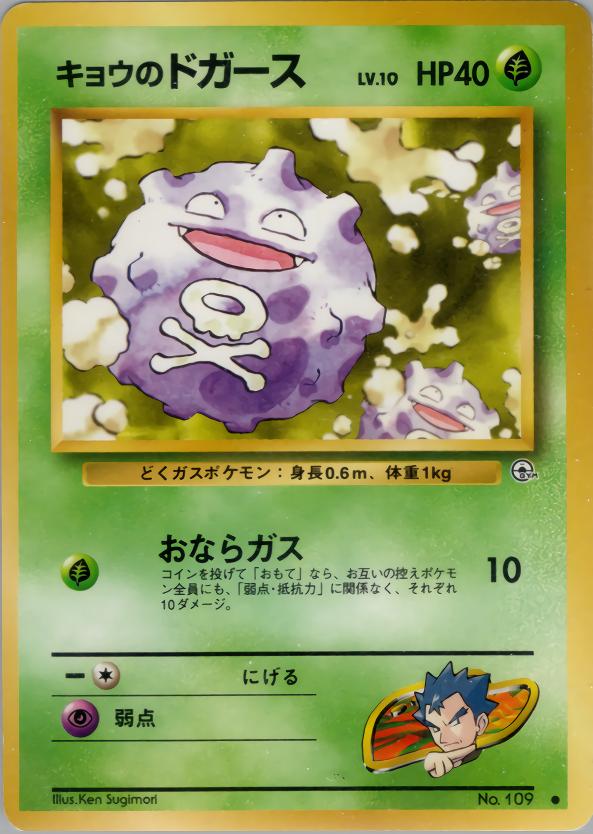 キョウのドガース LV.10 HP40
どくガスポケモン：身長0.6m、体重1kg
GYM
おならガス 10
コインを投げて「おもて」なら、お互いの控えポケモ
ン全員にも、「弱点・抵抗力」に関係なく、それぞれ
10ダメージ。
にげる
弱点
Illus.Ken Sugimori No. 109 ●